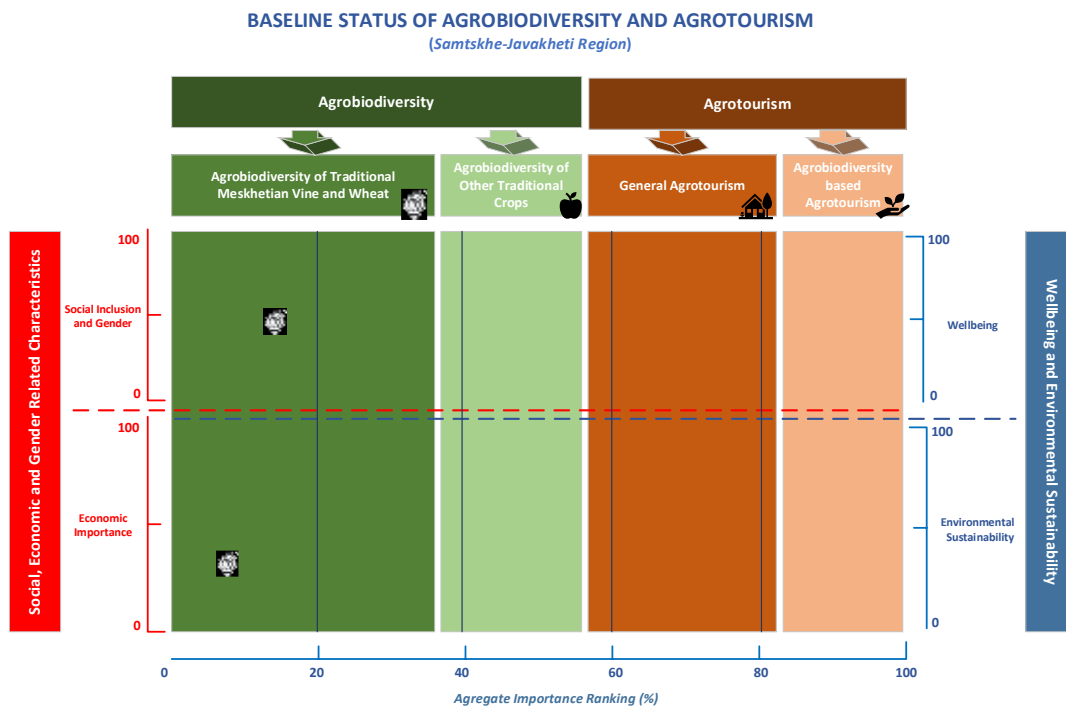 BASELINE STATUS OF AGROBIODIVERSITY AND AGROTOURISM
(Samtskhe-Javakheti Region)
Agrobiodiversity
Agrotourism
Agrobiodiversity of Traditional
Meskhetian Vine and Wheat
Agrobiodiversity of
Other Traditional
Crops
General Agrotourism
Agrobiodiversity
based
Agrotourism
Social, Economic and Gender Related Characteristics
100
Social Inclusion
and Gender
0
100
Economic
Importance
0
100
Wellbeing
0
100
Environmental
Sustainability
0
Wellbeing and Environmental Sustainability
0
20
40
60
80
100
Agregate Importance Ranking (%)